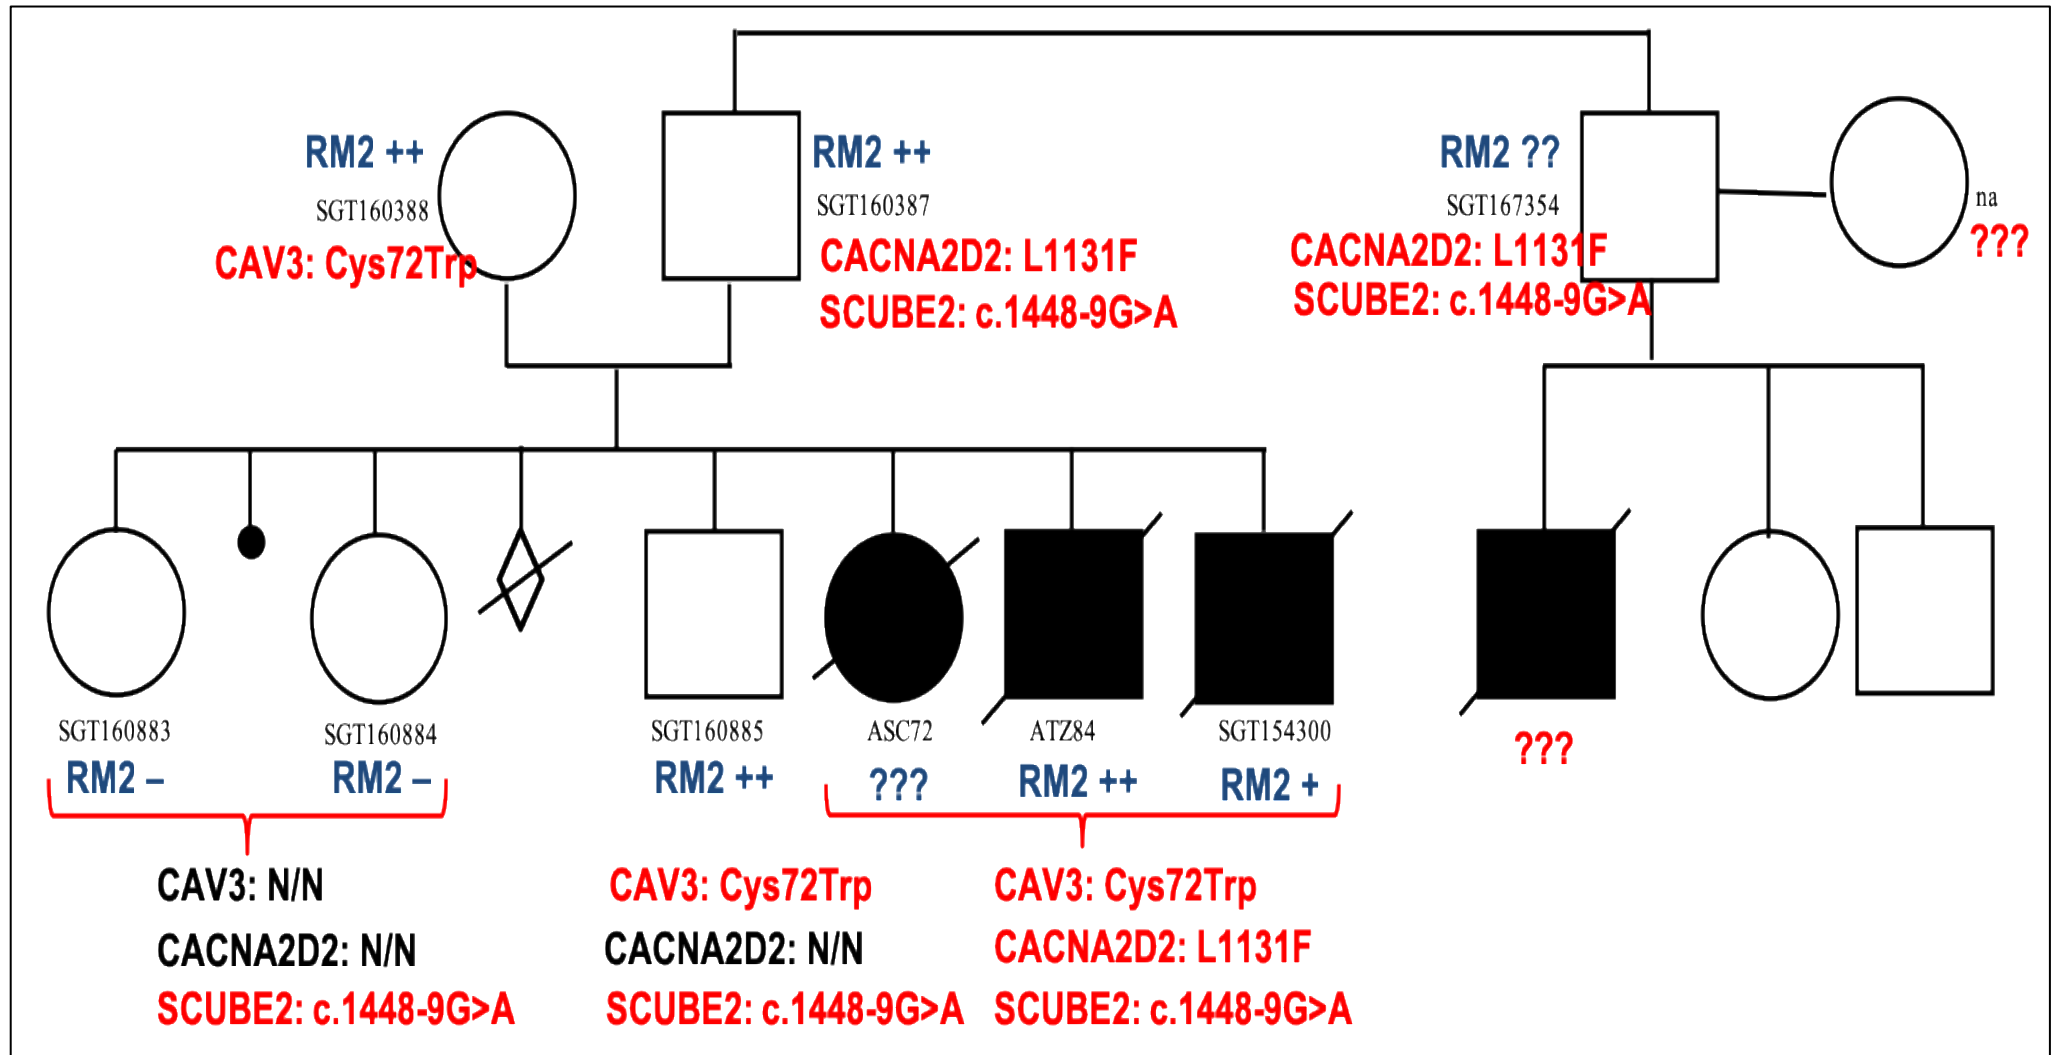 RM2 ++
SGT160388
CAV3: Cys72Trp
RM2 ++
SGT160387
CACNA2D2: L1131F
SCUBE2: c.1448-9G>A
RM2 ??
SGT167354
CACNA2D2: L1131F
SCUBE2: c.1448-9G>A
na
???
SGT160883
RM2 –
SGT160884
RM2 –
SGT160885
RM2 ++
ASC72
???
ATZ84
RM2 ++
SGT154300
RM2 +
???
CAV3: N/N
CACNA2D2: N/N
SCUBE2: c.1448-9G>A
CAV3: Cys72Trp
CACNA2D2: N/N
SCUBE2: c.1448-9G>A
CAV3: Cys72Trp
CACNA2D2: L1131F
SCUBE2: c.1448-9G>A